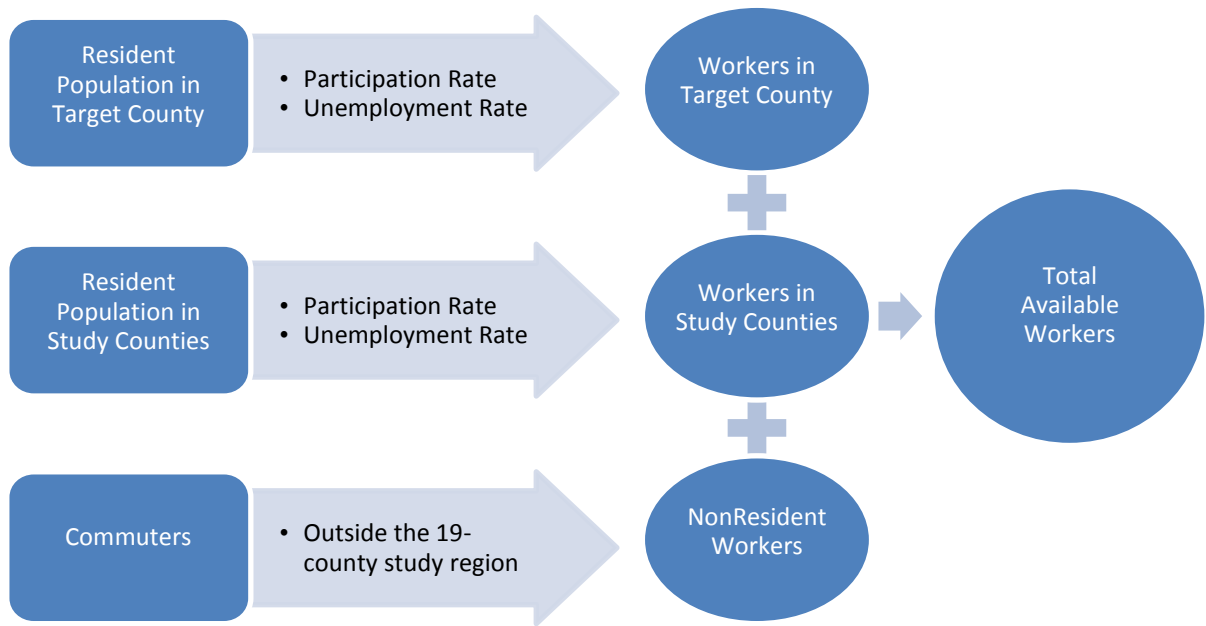 Resident
Population in
Target County
• Participation Rate
• Unemployment Rate
Workers in
Target County
Resident
Population in
Study Counties
• Participation Rate
• Unemployment Rate
Workers in
Study Counties
Total
Available
Workers
Commuters
• Outside the 19-
county study region
NonResident
Workers